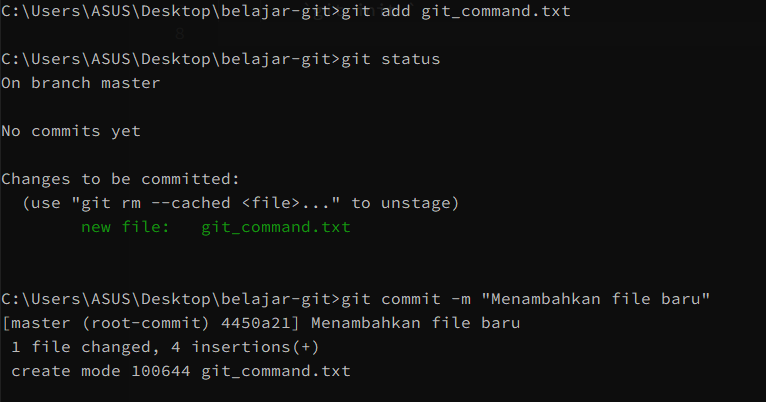 C:\Users\ASUS\Desktop\belajar-git>git add git_command.txt
C:\Users\ASUS\Desktop\belajar-git>git status
On branch master
No commits yet
Changes to be committed:
  (use "git rm --cached <file>..." to unstage)
        new file:   git_command.txt
C:\Users\ASUS\Desktop\belajar-git>git commit -m "Menambahkan file baru"
[master (root-commit) 4450a21] Menambahkan file baru
 1 file changed, 4 insertions(+)
 create mode 100644 git_command.txt